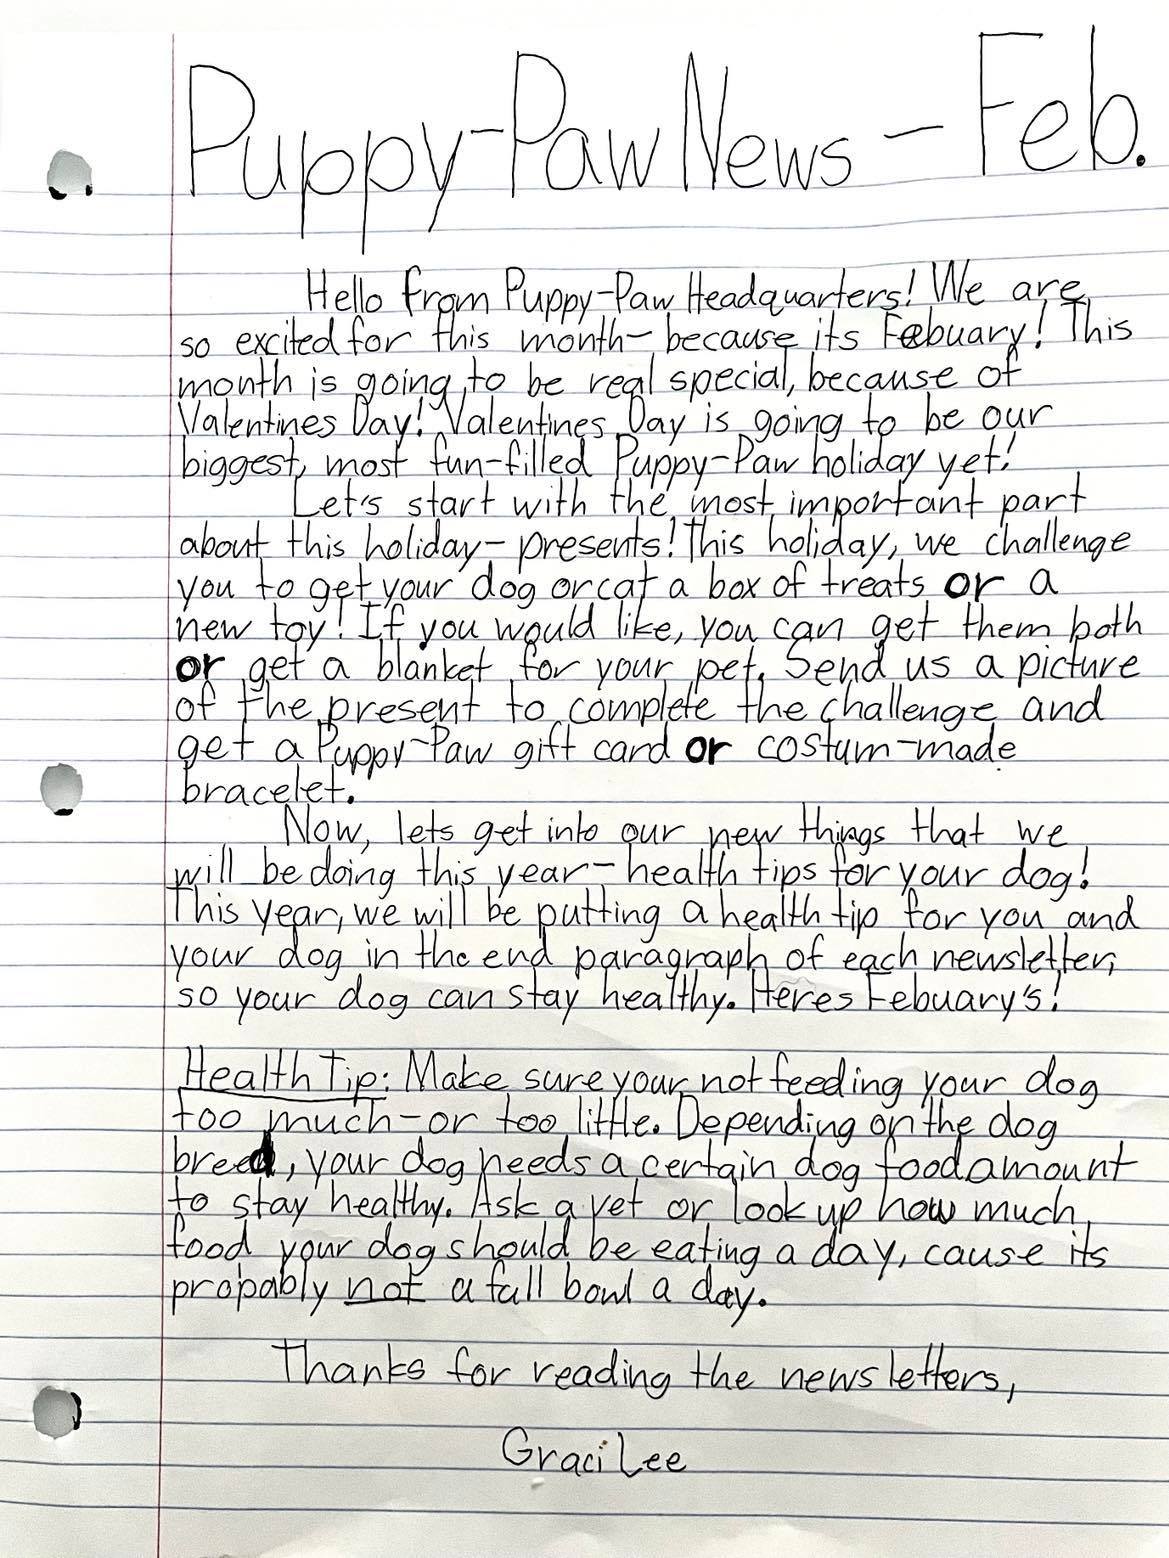 Puppy-Paw News - Feb.
Hello from Puppy-Paw Headquarters! We are
so excited for this month- because its Febuary! This
month is going to be real special, because of
Valentines Day! Valentines Day is going to be our
biggest, most fun-filled Puppy-Paw holiday yet!
Let's start with the most important part
about this holiday- presents! This holiday, we challenge
you to get your dog or cat a box of treats or a
new toy! If you would like, you can get them both
or get a blanket for your pet. Send us a picture
of the present to complete the challenge and
get a Puppy-Paw gift card or costum-made
bracelet.
Now, lets get into our new things that we
will be doing this year- health tips for your dog!
This year, we will be putting a health tip for you and
your dog in the end paragraph of each newsletter,
so your dog can stay healthy. Heres Febuary's!
Health Tip: Make sure your not feeding your dog
too much-or too little. Depending on the dog
breed, your dog needs a certain dog food amount
to stay healthy. Ask a vet or look up how much
food your dog should be eating a day, cause its
propably not a full bowl a day.
Thanks for reading the newsletters,
Graci Lee